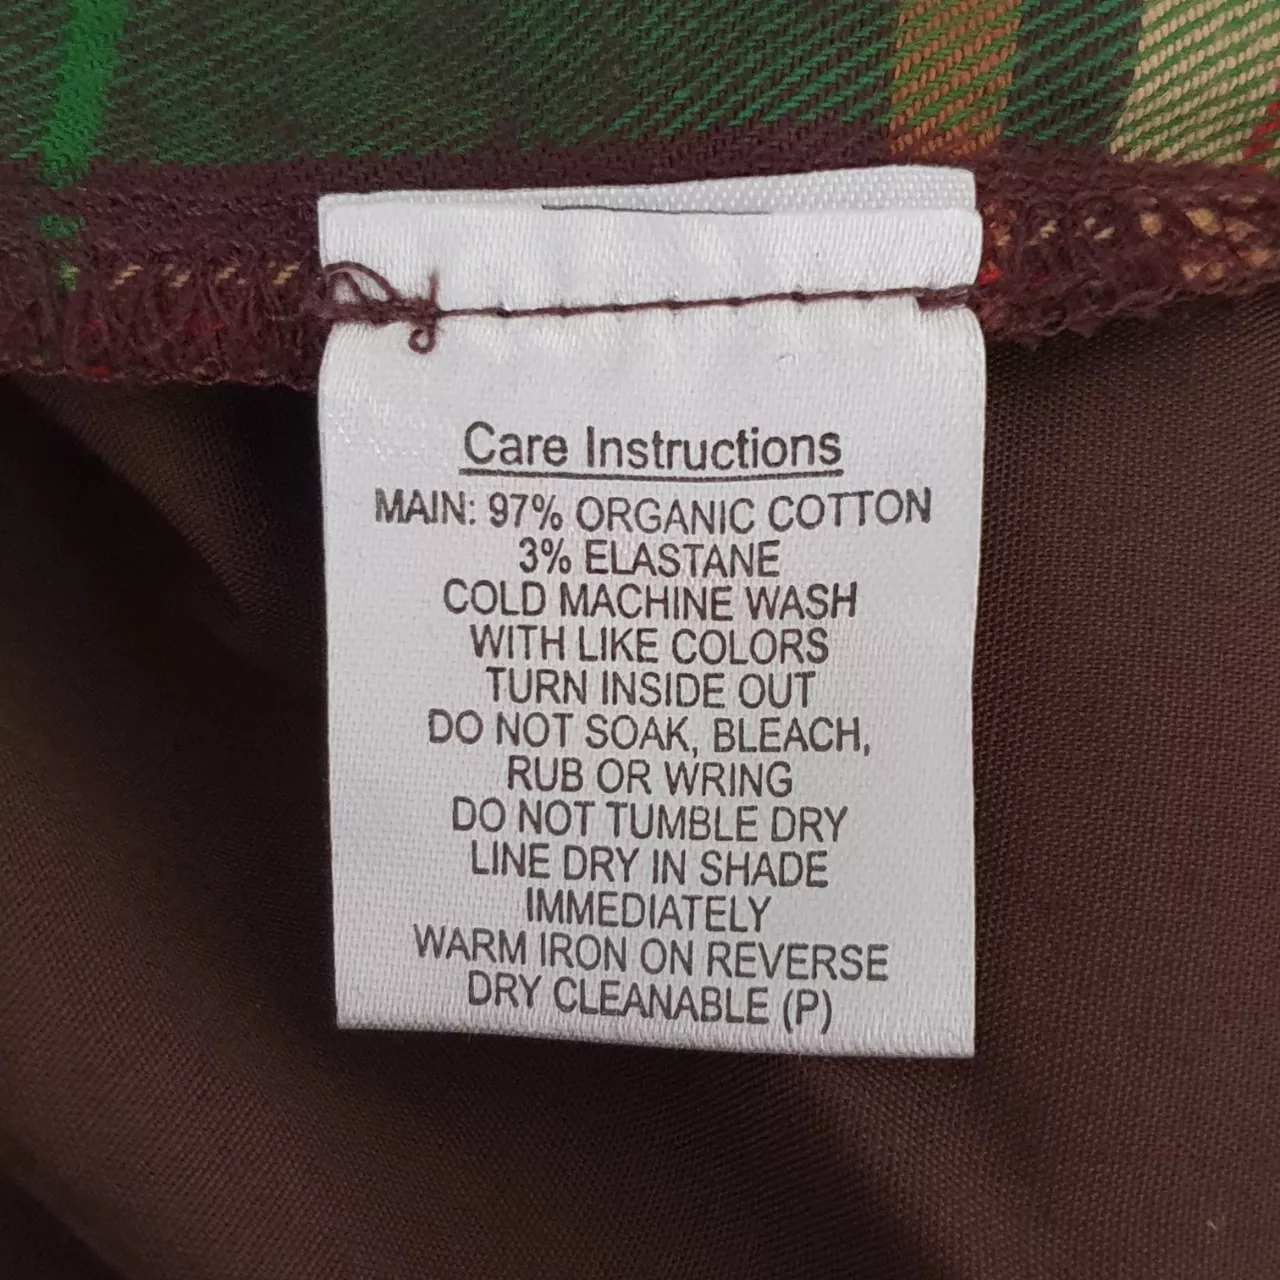 Care Instructions
MAIN: 97% ORGANIC COTTON
3% ELASTANE
COLD MACHINE WASH
WITH LIKE COLORS
TURN INSIDE OUT
DO NOT SOAK, BLEACH,
RUB OR WRING
DO NOT TUMBLE DRY
LINE DRY IN SHADE
IMMEDIATELY
WARM IRON ON REVERSE
DRY CLEANABLE (P)